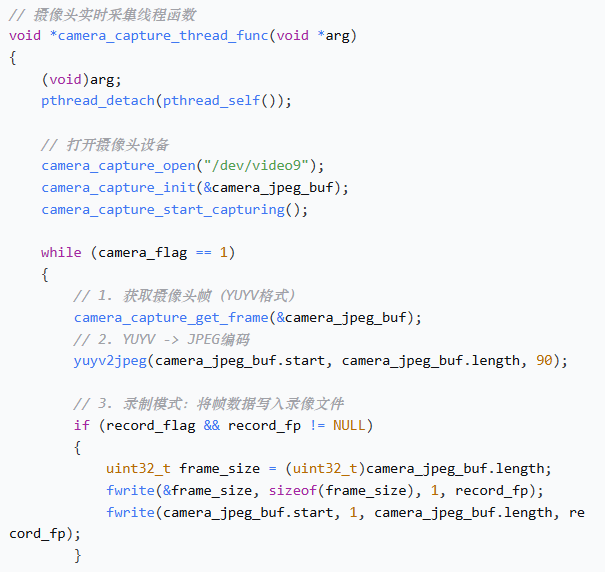 // 摄像头实时采集线程函数
void *camera_capture_thread_func(void *arg)
{
    (void)arg;
    pthread_detach(pthread_self());

    // 打开摄像头设备
    camera_capture_open("/dev/video9");
    camera_capture_init(&camera_jpeg_buf);
    camera_capture_start_capturing();

    while (camera_flag == 1)
    {
        // 1. 获取摄像头帧（YUYV格式）
        camera_capture_get_frame(&camera_jpeg_buf);
        // 2. YUYV -> JPEG编码
        yuyv2jpeg(camera_jpeg_buf.start, camera_jpeg_buf.length, 90);

        // 3. 录制模式：将帧数据写入录像文件
        if (record_flag && record_fp != NULL)
        {
            uint32_t frame_size = (uint32_t)camera_jpeg_buf.length;
            fwrite(&frame_size, sizeof(frame_size), 1, record_fp);
            fwrite(camera_jpeg_buf.start, 1, camera_jpeg_buf.length, re
cord_fp);
        }